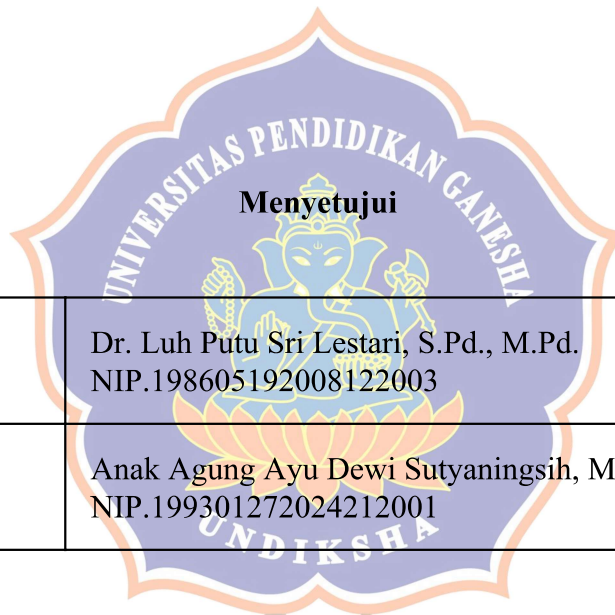 UNIVERSITAS PENDIDIKAN GANESHA
Menyetujui
Dr. Luh Putu Sri Lestari, S.Pd., M.Pd.
NIP.198605192008122003
Anak Agung Ayu Dewi Sutyaningsih, M
NIP.199301272024212001
UNDIKSHA